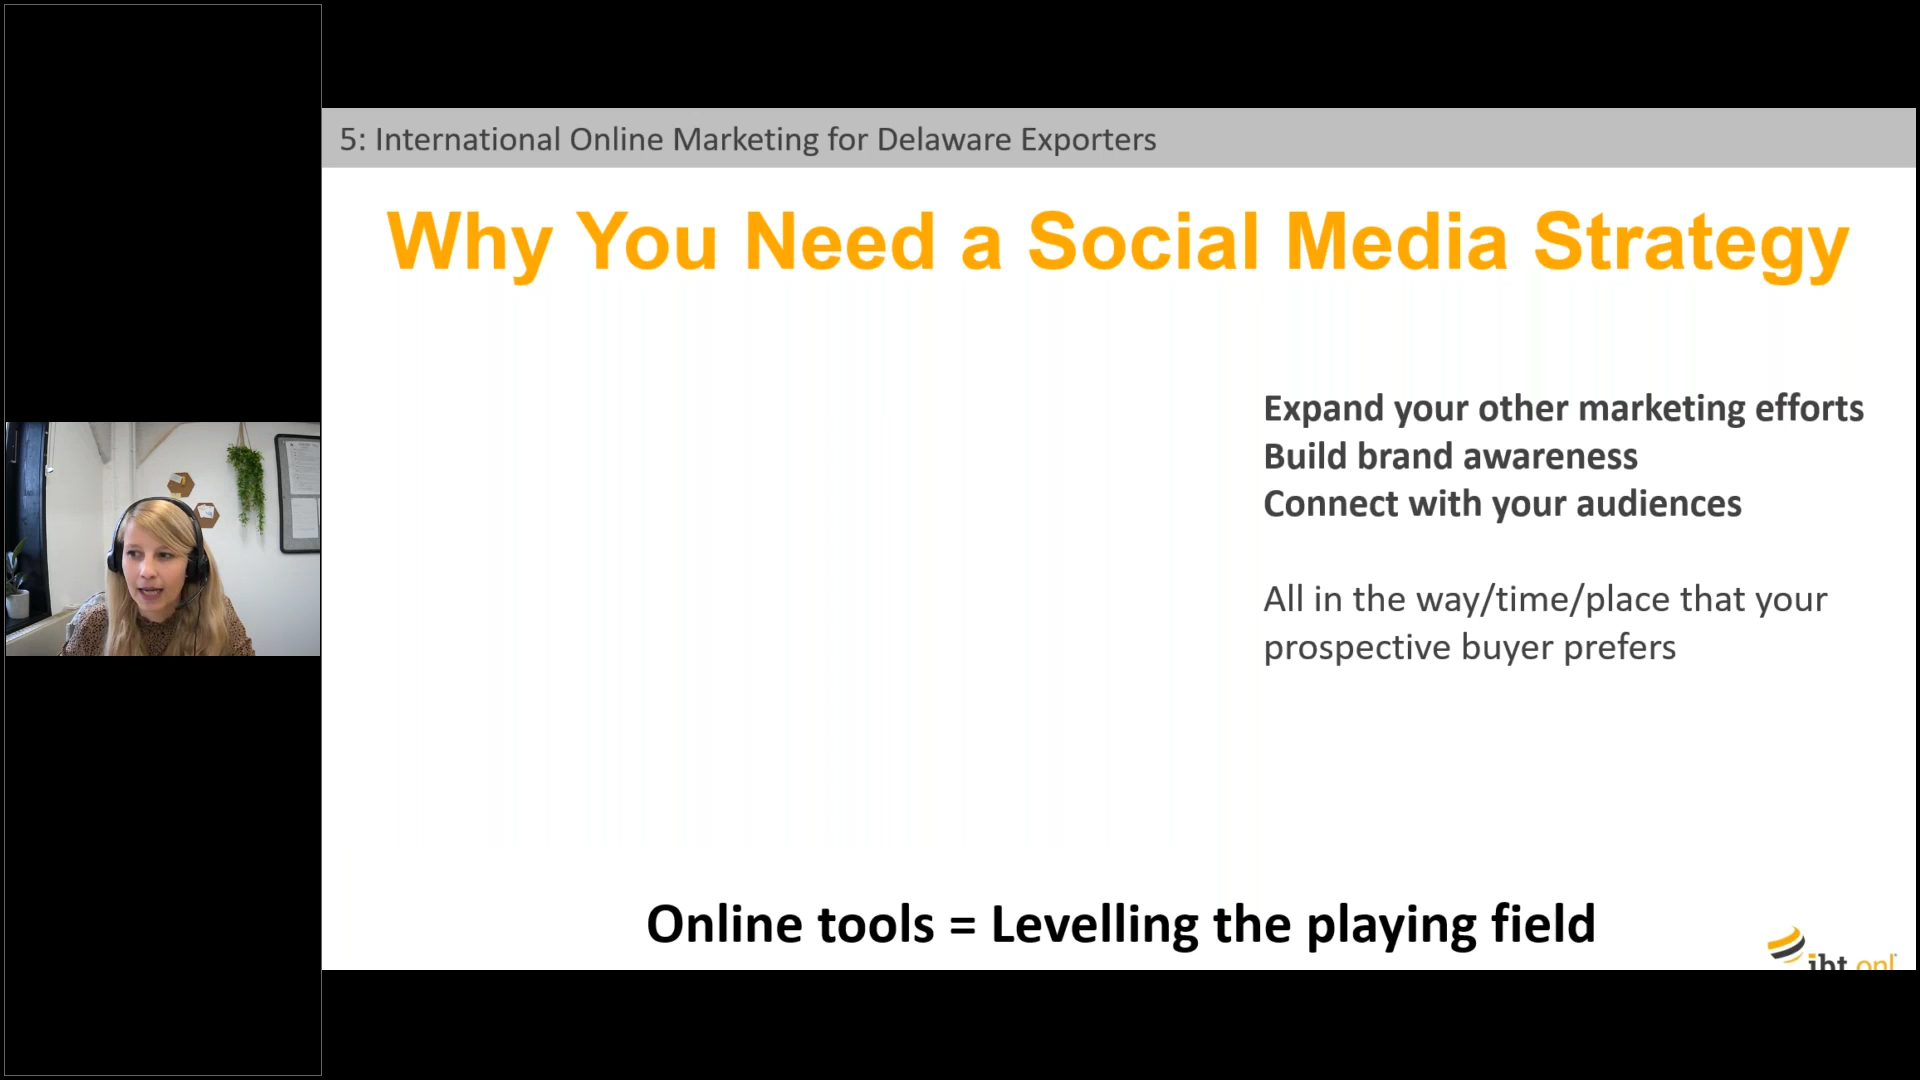 5: International Online Marketing for Delaware Exporters
Why You Need a Social Media Strategy
Expand your other marketing efforts
Build brand awareness
Connect with your audiences
All in the way/time/place that your
prospective buyer prefers
Online tools = Levelling the playing field
ibt onl